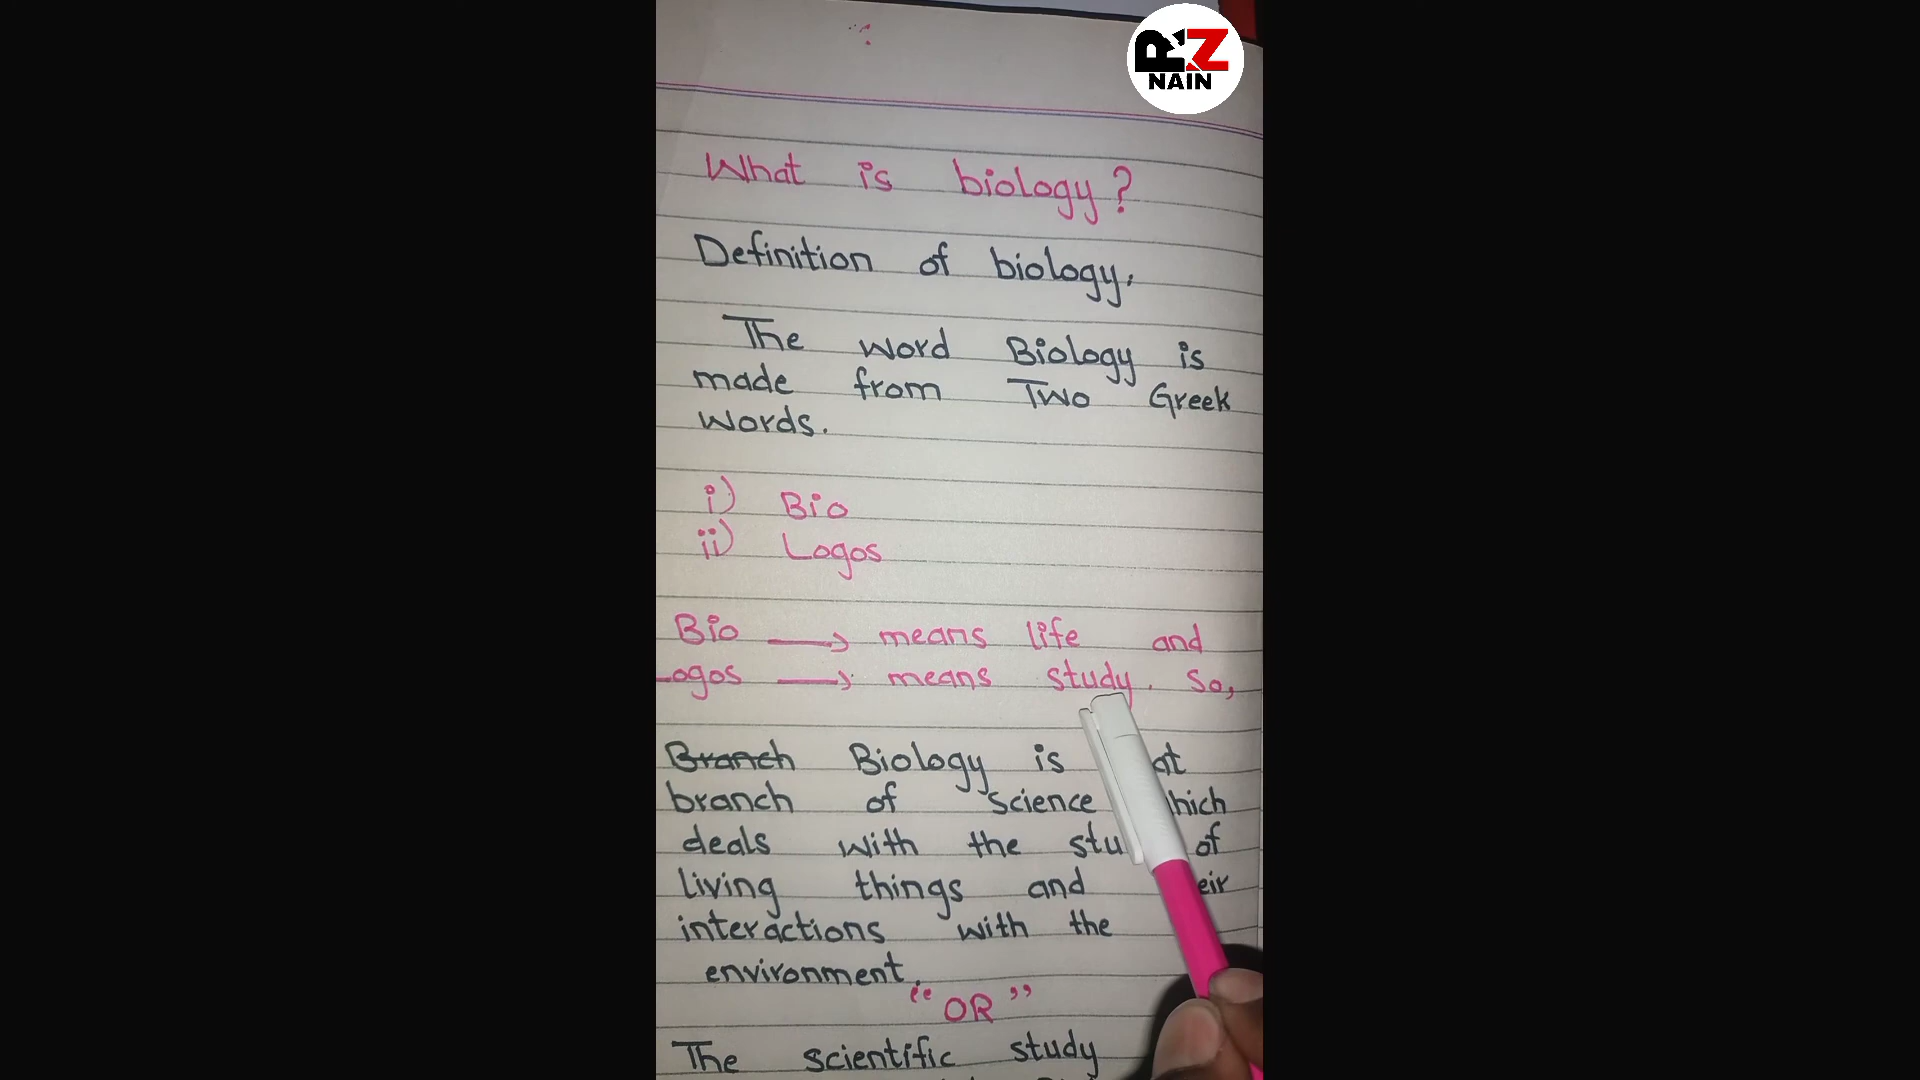 RZ
NAIN
What is biology?
Definition of biology,
The word Biology is
made from Two Greek
words.
i) Bio
ii) Logos
Bio → means life and
Logos → means study. So,
Branch Biology is
branch of science
deals with the of
living things and
interactions with the
environment.
"OR"
The scientific study